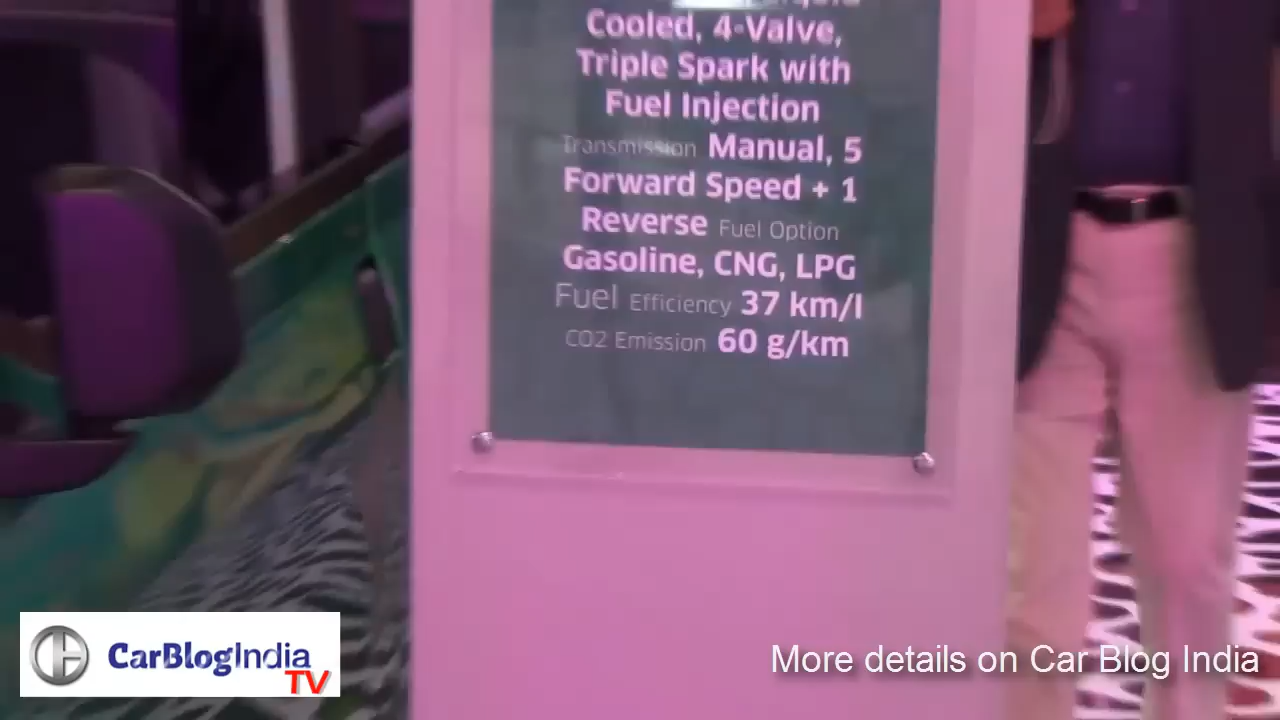 Cooled, 4-Valve,
Triple Spark with
Fuel Injection
Transmission Manual, 5
Forward Speed + 1
Reverse Fuel Option
Gasoline, CNG, LPG
Fuel Efficiency 37 km/l
CO2 Emission 60 g/km
CarBlogIndia
TV
More details on Car Blog India